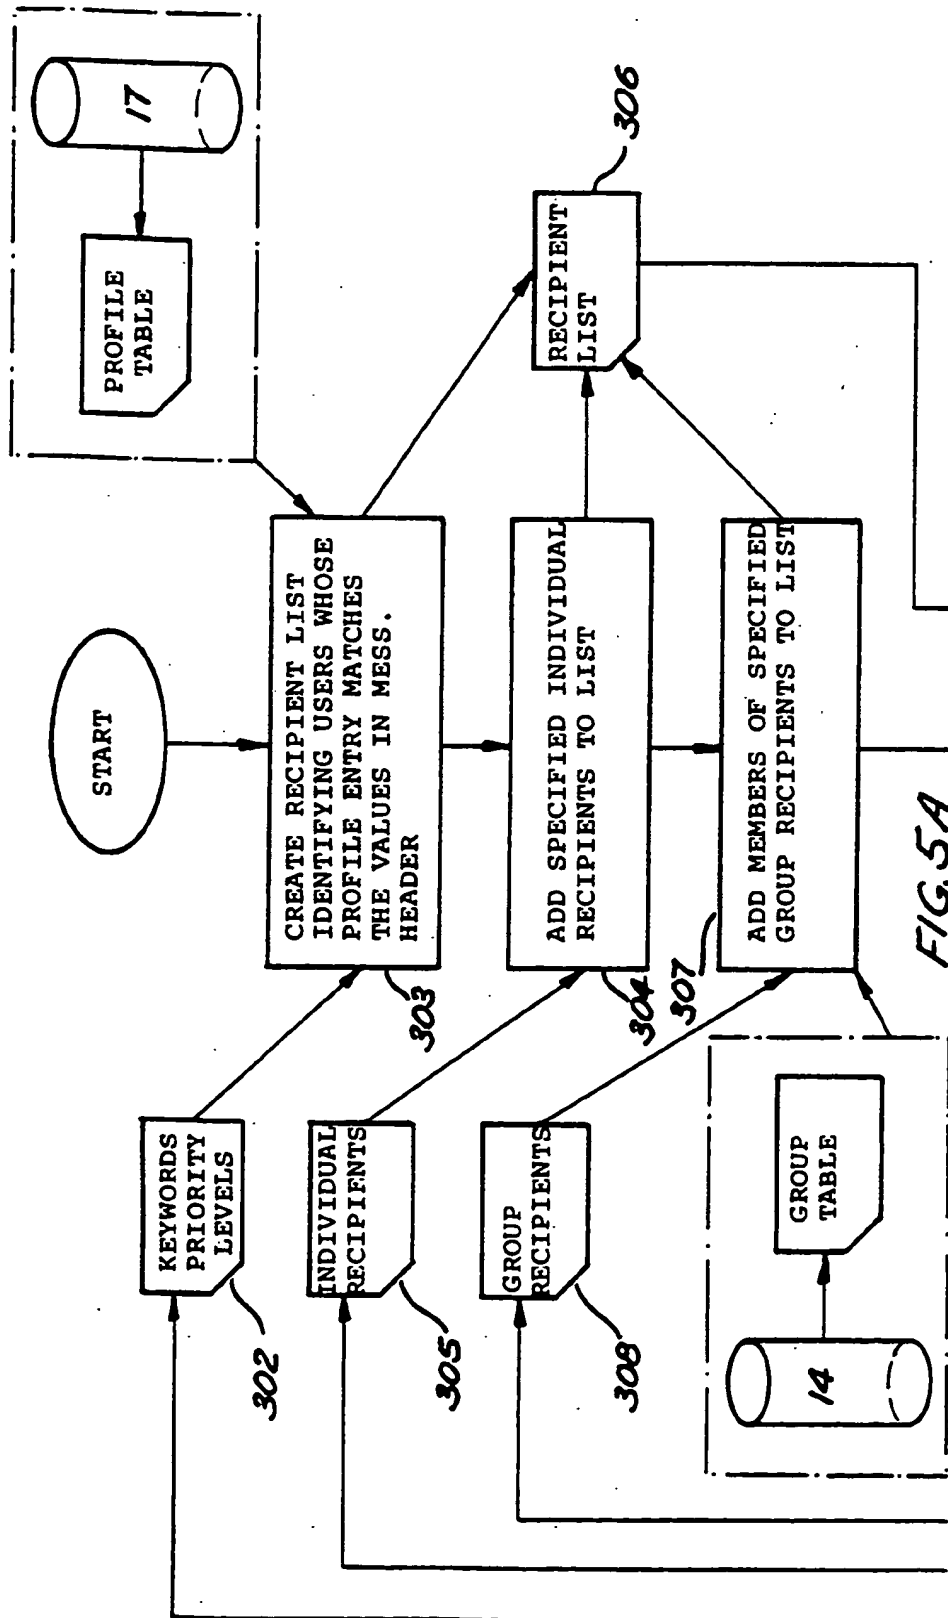 START
17
PROFILE
TABLE
KEYWORDS
PRIORITY
LEVELS
302
CREATE RECIPIENT LIST
IDENTIFYING USERS WHOSE
PROFILE ENTRY MATCHES
THE VALUES IN MESS.
HEADER
303
INDIVIDUAL
RECIPIENTS
305
ADD SPECIFIED INDIVIDUAL
RECIPIENTS TO LIST
304
RECIPIENT
LIST
306
GROUP
RECIPIENTS
308
307
ADD MEMBERS OF SPECIFIED
GROUP RECIPIENTS TO LIST
14
GROUP
TABLE
FIG. 5A